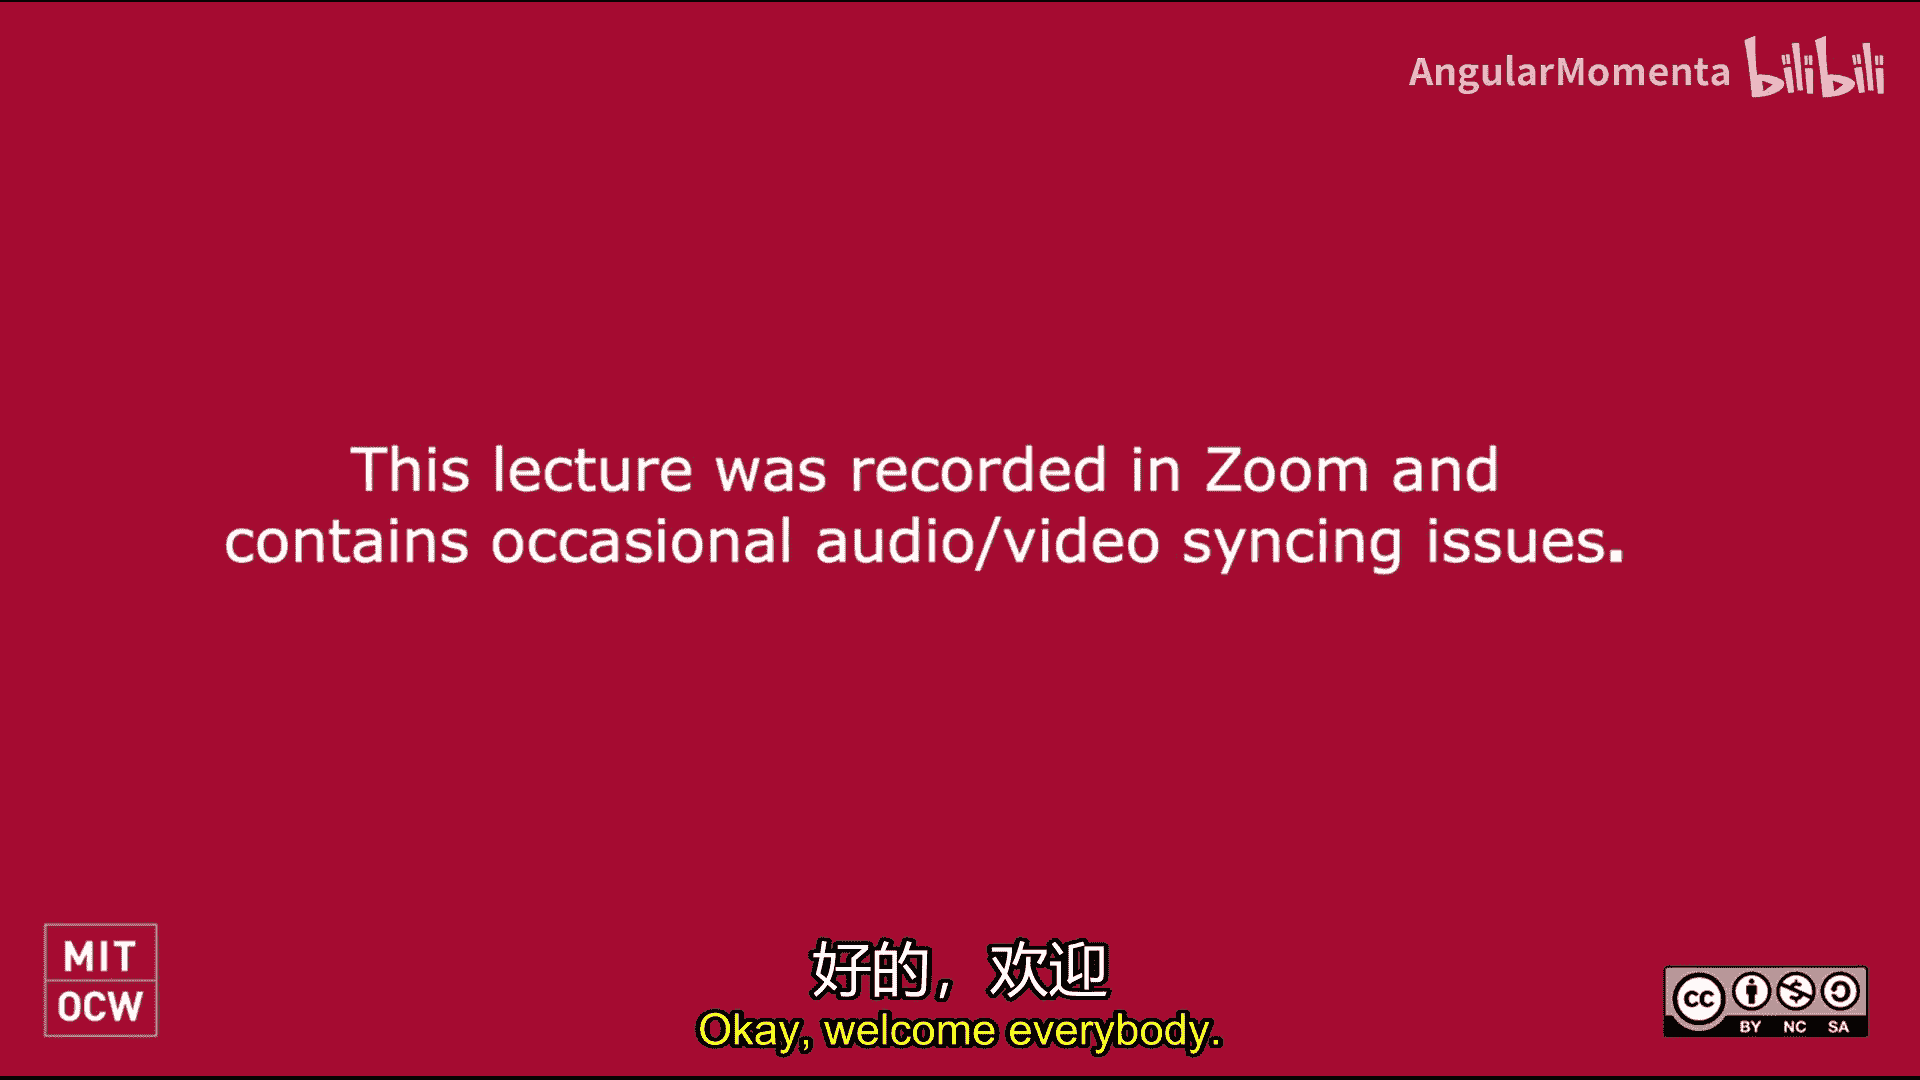 AngularMomenta bilibili
This lecture was recorded in Zoom and
contains occasional audio/video syncing issues.
MIT
OCW
好的，欢迎
Okay, welcome everybody.
cc
BY NC SA